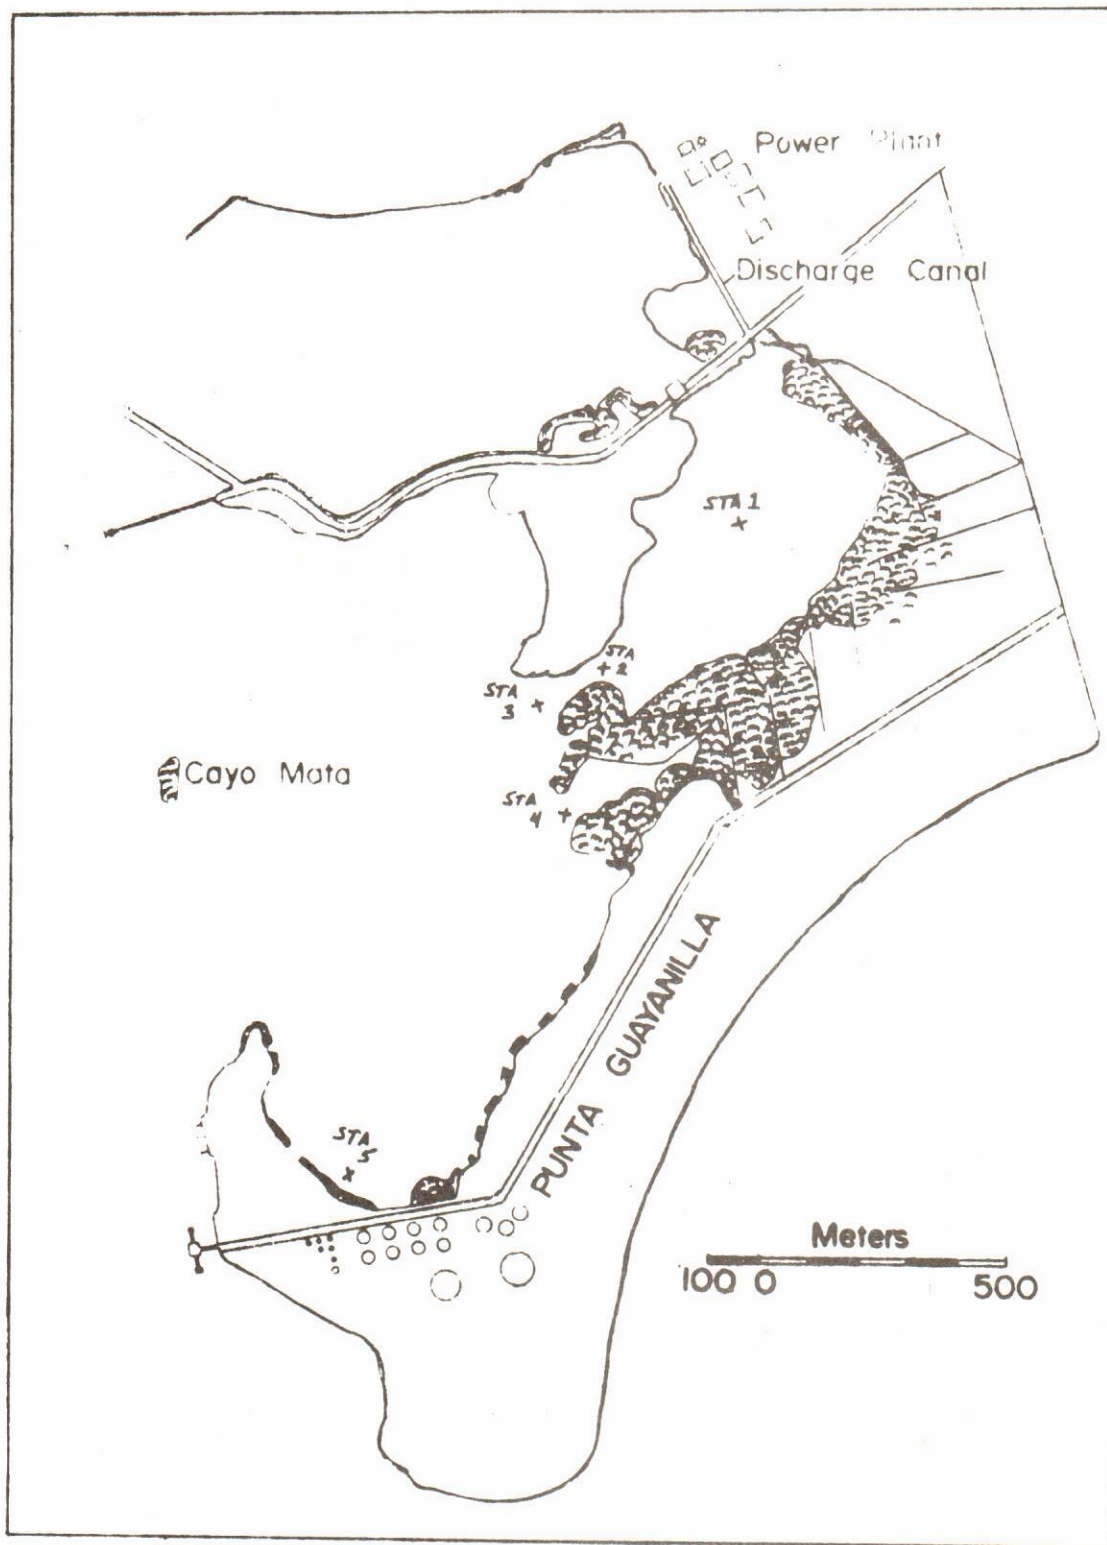 Power Plant
Discharge Canal
STA 1
STA
2
STA
3
Cayo Mata
STA
4
PUNTA GUAYANILLA
STA
5
Meters
100 0 500